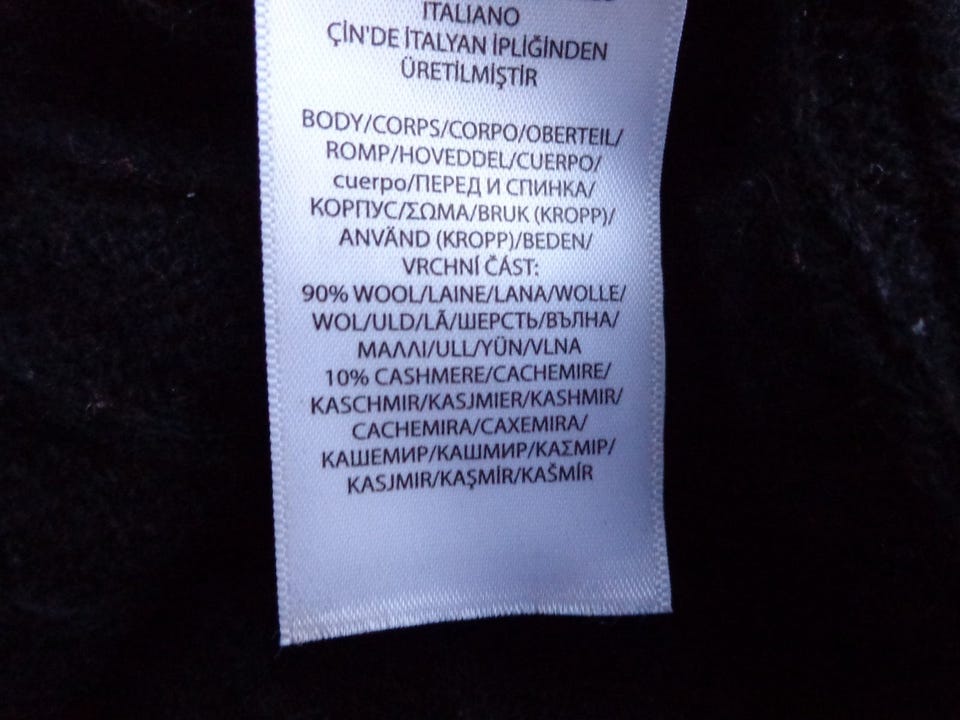 ITALIANO
ÇİN'DE İTALYAN İPLİĞİNDEN
ÜRETİLMİŞTİR
BODY/CORPS/CORPO/OBERTEIL/
ROMP/HOVEDDEL/CUERPO/
cuerpo/ПЕРЕД И СПИНКА/
КОРПУС/ΣΩΜΑ/BRUK (KROPP)/
ANVÄND (KROPP)/BEDEN/
VRCHNÍ ČÁST:
90% WOOL/LAINE/LANA/WOLLE/
WOL/ULD/LÃ/ШЕРСТЬ/ВЪЛНА/
ΜΑΛΛΙ/ULL/YÜN/VLNA
10% CASHMERE/CACHEMIRE/
KASCHMIR/KASJMIER/KASHMIR/
CACHEMIRA/CAXEMIRA/
КАШЕМИР/КАШМИР/ΚΑΣΜΙΡ/
KASJMIR/KAŞMİR/KAŠMÍR